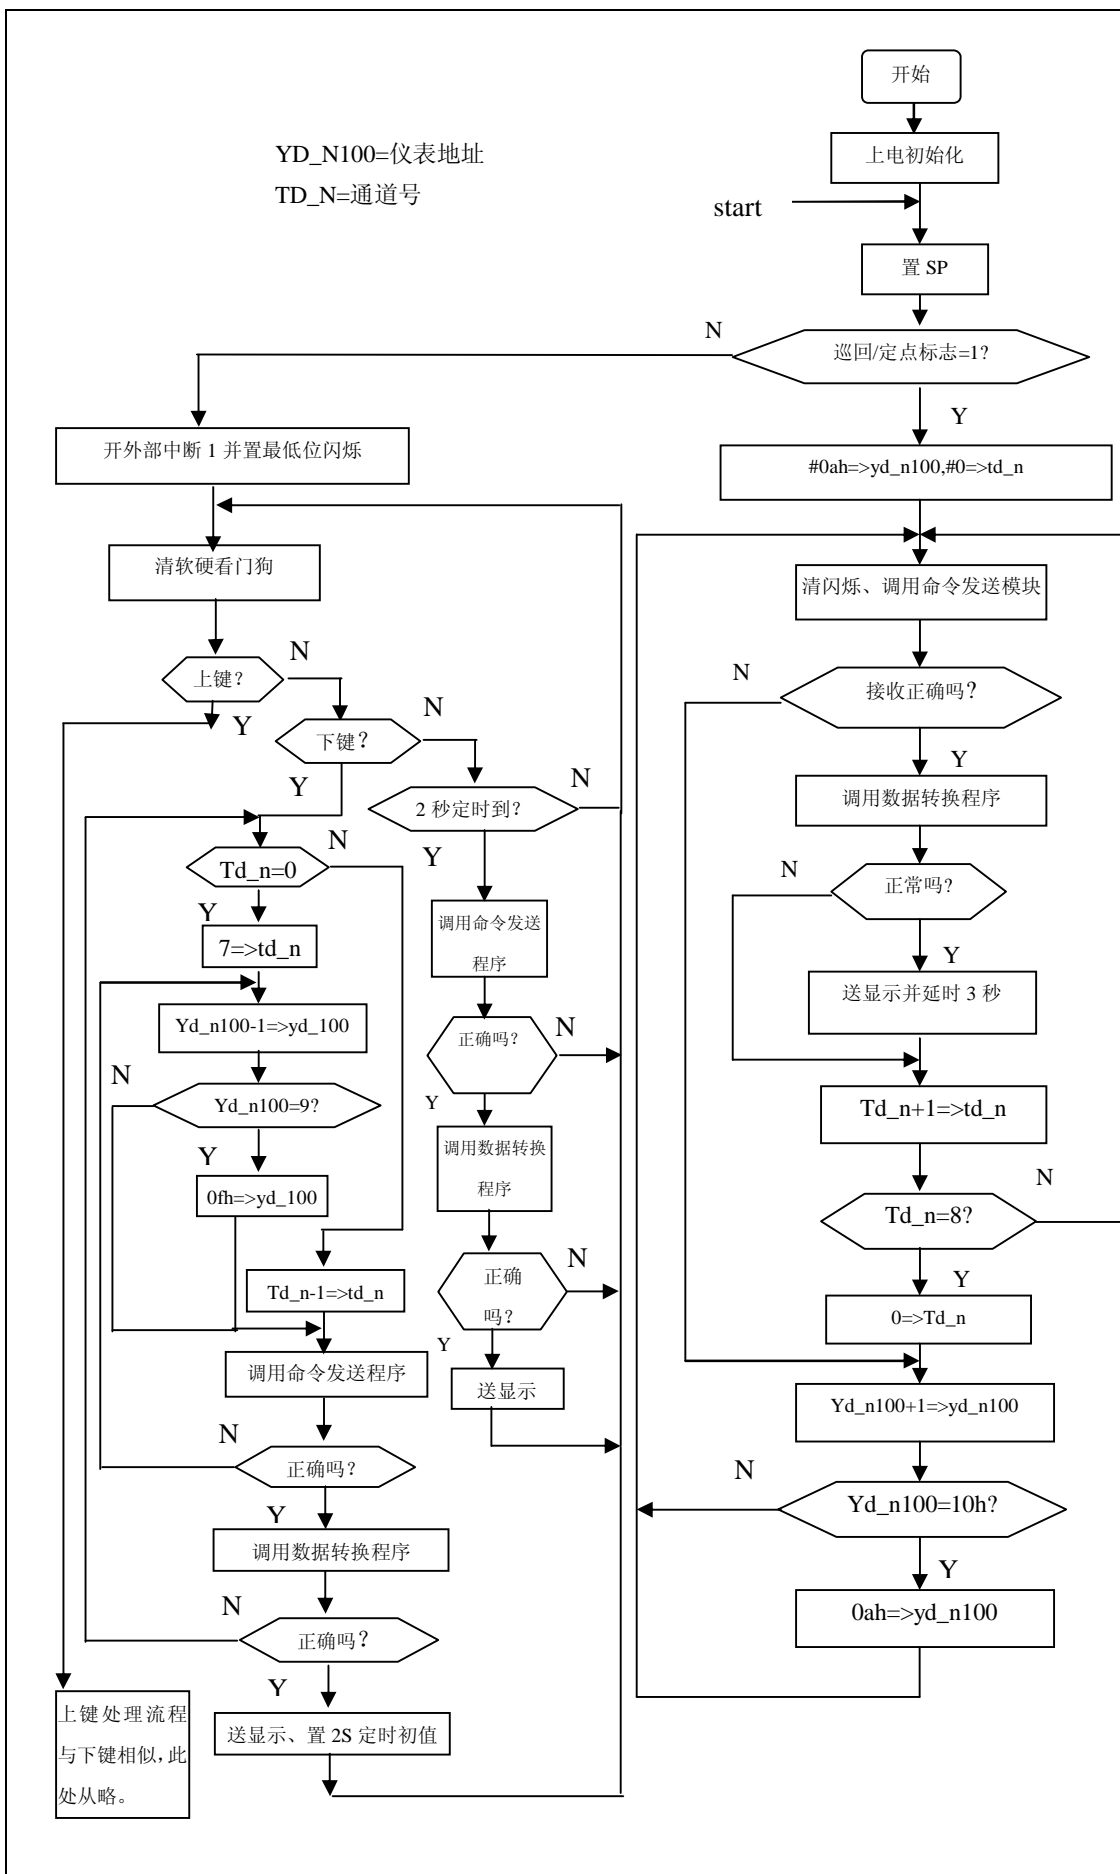 开始
YD_N100=仪表地址
上电初始化
TD_N=通道号
start
置 SP
N
巡回/定点标志=1?
Y
开外部中断 1 并置最低位闪烁
#0ah=>yd_n100,#0=>td_n
清软硬看门狗
清闪烁、调用命令发送模块
上键?
N
Y
下键?
N
Y
2 秒定时到?
N
Y
Td_n=0
N
Y
7=>td_n
Yd_n100-1=>yd_100
N
Yd_n100=9?
Y
0fh=>yd_100
Td_n-1=>td_n
调用命令发送程序
N
正确吗?
Y
调用数据转换程序
N
正确吗?
Y
送显示、置 2S 定时初值
上键处理流程
与下键相似,此
处从略。
调用命令发送
程序
正确吗?
N
Y
调用数据转换
程序
正确
吗?
N
Y
送显示
N
接收正确吗?
Y
调用数据转换程序
N
正常吗?
Y
送显示并延时 3 秒
Td_n+1=>td_n
N
Td_n=8?
Y
0=>Td_n
Yd_n100+1=>yd_n100
N
Yd_n100=10h?
Y
0ah=>yd_n100